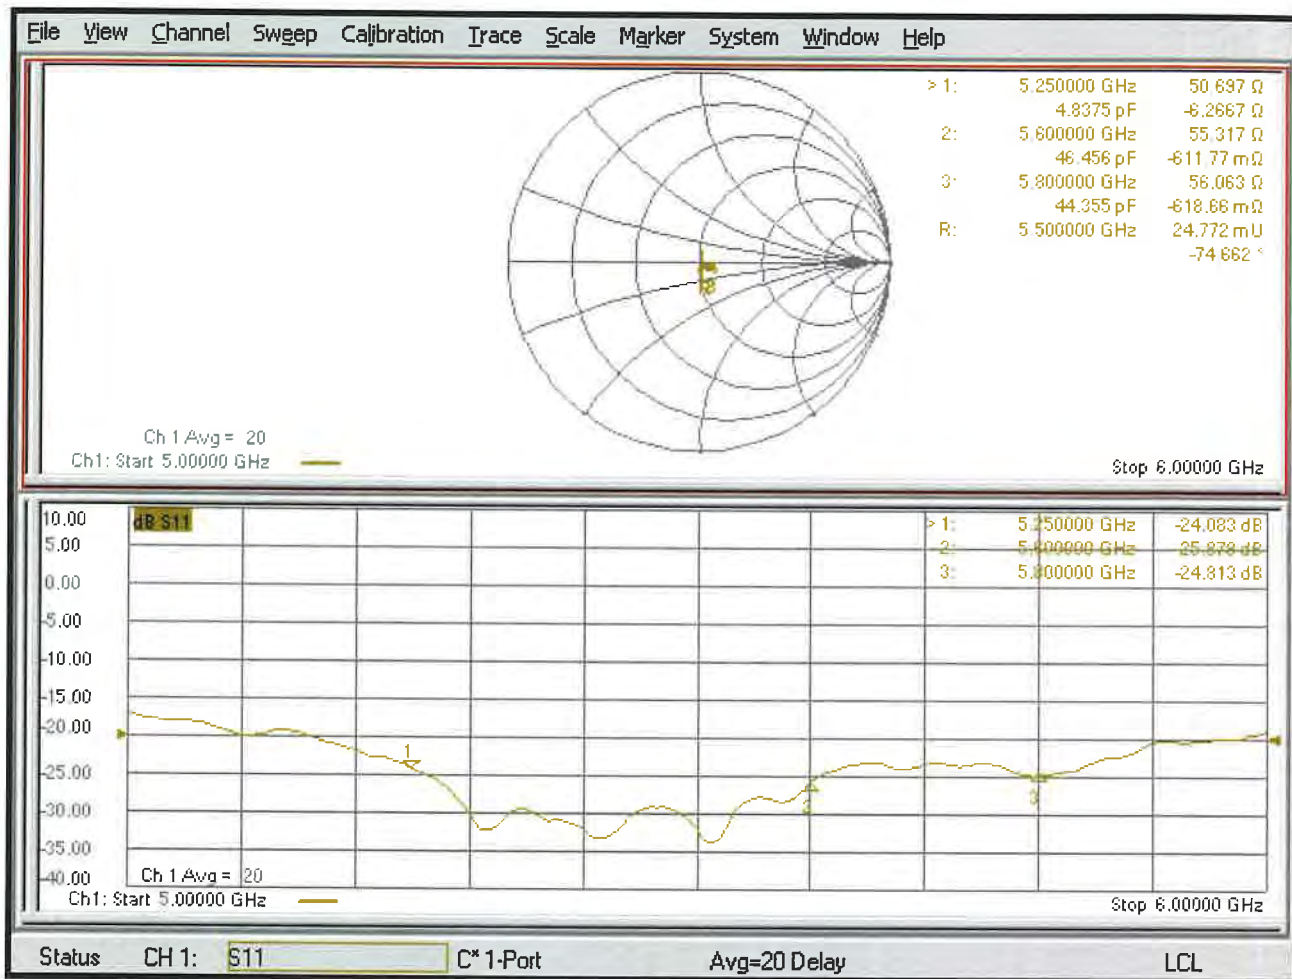 File View Channel Sweep Calibration Trace Scale Marker System Window Help
> 1: 5.250000 GHz 50.697 Ω
4.8375 pF -6.2667 Ω
2: 5.600000 GHz 55.317 Ω
46.456 pF -611.77 mΩ
3: 5.800000 GHz 56.063 Ω
44.355 pF -618.66 mΩ
R: 5.500000 GHz 24.772 mU
-74.662 °
Ch 1 Avg = 20
Ch1: Start 5.00000 GHz
Stop 6.00000 GHz
10.00
dB S11
> 1: 5.250000 GHz -24.083 dB
5.00
2: 5.600000 GHz -25.878 dB
0.00
3: 5.800000 GHz -24.813 dB
-5.00
-10.00
-15.00
-20.00
1
-25.00
2
3
-30.00
-35.00
-40.00
Ch 1 Avg = 20
Ch1: Start 5.00000 GHz
Stop 6.00000 GHz
Status CH 1: S11 C* 1-Port Avg=20 Delay LCL